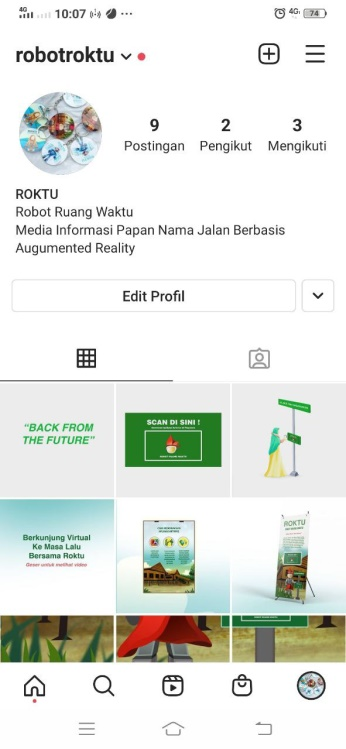 4G
10:07
4G
74
robotroktu
9 2 3
Postingan Pengikut Mengikuti
ROKTU
Robot Ruang Waktu
Media Informasi Papan Nama Jalan Berbasis
Augumented Reality
Edit Profil
“BACK FROM
THE FUTURE”
SCAN DI SINI !
Berkunjung Virtual
Ke Masa Lalu
Bersama Roktu
Geser untuk melihat video
ROKTU